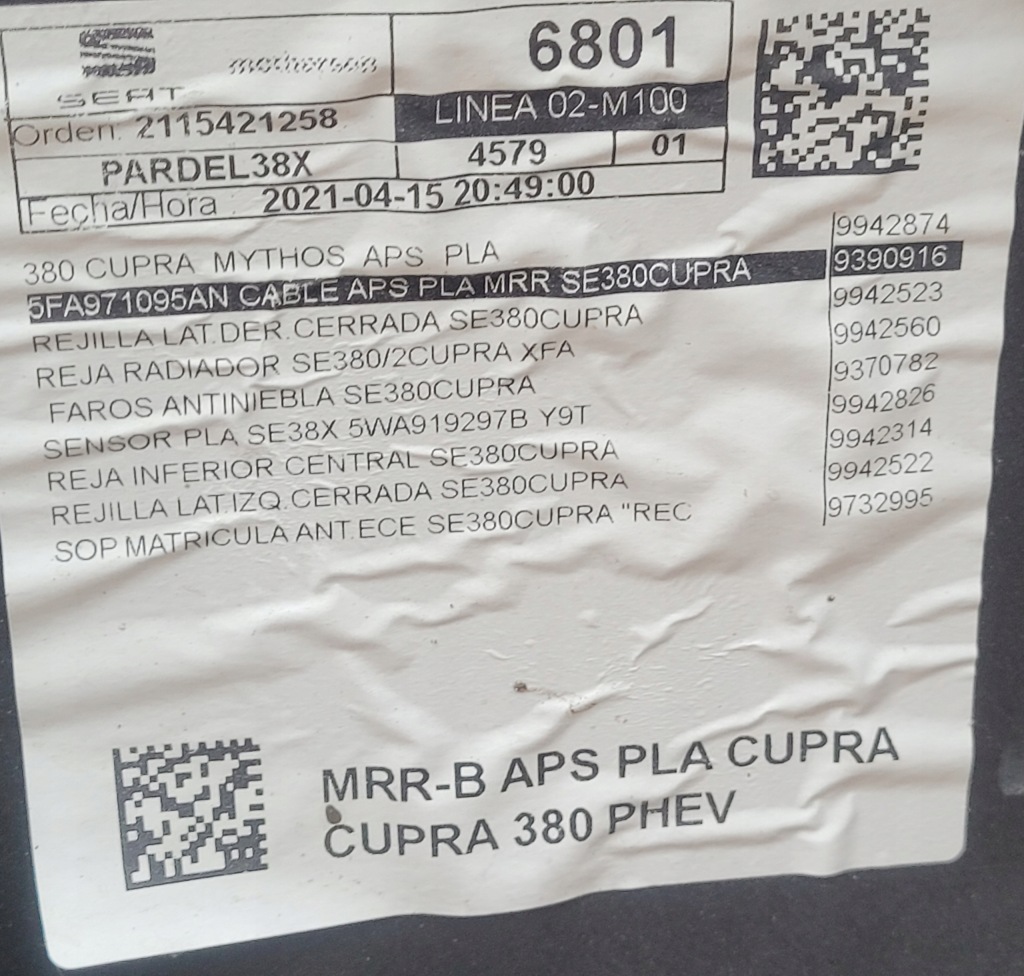 SEAT
motherson
6801
Orden: 2115421258
LINEA 02-M100
PARDEL38X
4579
01
Fecha/Hora : 2021-04-15 20:49:00
380 CUPRA MYTHOS APS PLA 9942874
5FA971095AN CABLE APS PLA MRR SE380CUPRA 9390916
REJILLA LAT.DER.CERRADA SE380CUPRA 9942523
REJA RADIADOR SE380/2CUPRA XFA 9942560
FAROS ANTINIEBLA SE380CUPRA 9370782
SENSOR PLA SE38X 5WA919297B Y9T 9942826
REJA INFERIOR CENTRAL SE380CUPRA 9942314
REJILLA LAT.IZQ.CERRADA SE380CUPRA 9942522
SOP.MATRICULA ANT.ECE SE380CUPRA "REC 9732995
MRR-B APS PLA CUPRA
CUPRA 380 PHEV